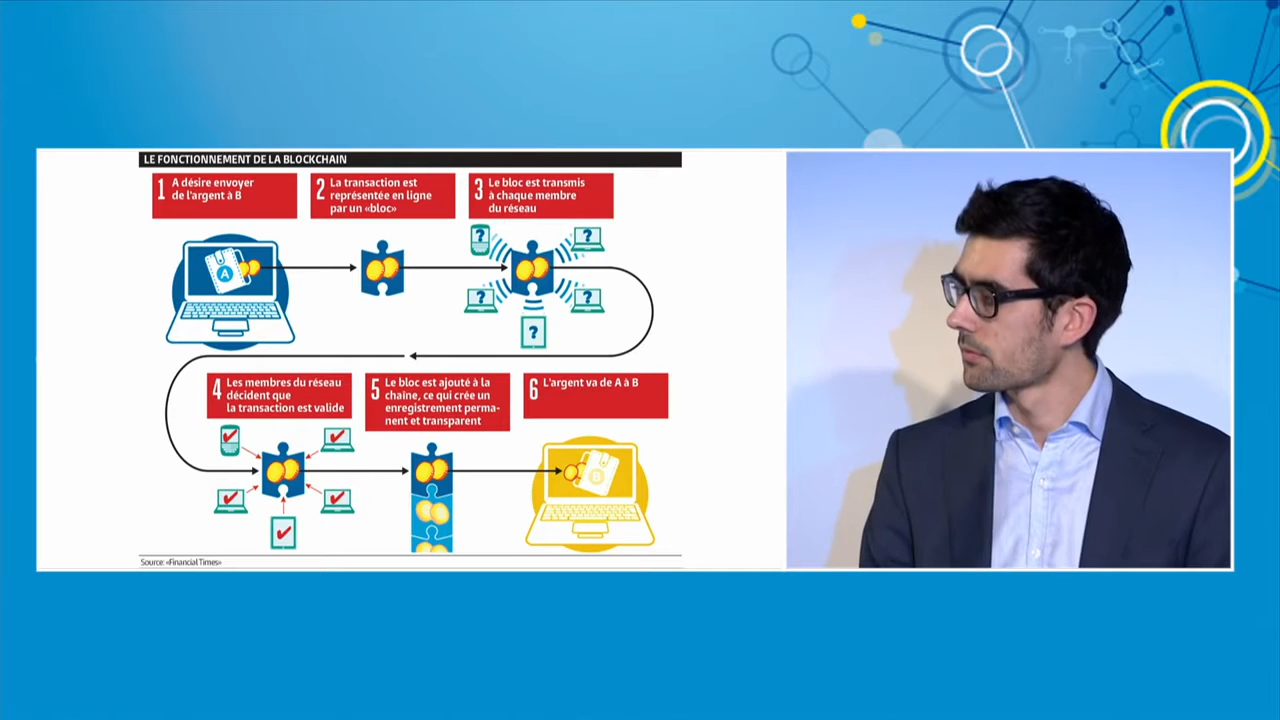 LE FONCTIONNEMENT DE LA BLOCKCHAIN
1 A désire envoyer
de l'argent à B
2 La transaction est
représentée en ligne
par un «bloc»
3 Le bloc est transmis
à chaque membre
du réseau
A
?
?
?
?
?
4 Les membres du réseau
décident que
la transaction est valide
5 Le bloc est ajouté à la
chaîne, ce qui crée un
enregistrement perma-
nent et transparent
6 L'argent va de A à B
B
Source: «Financial Times»